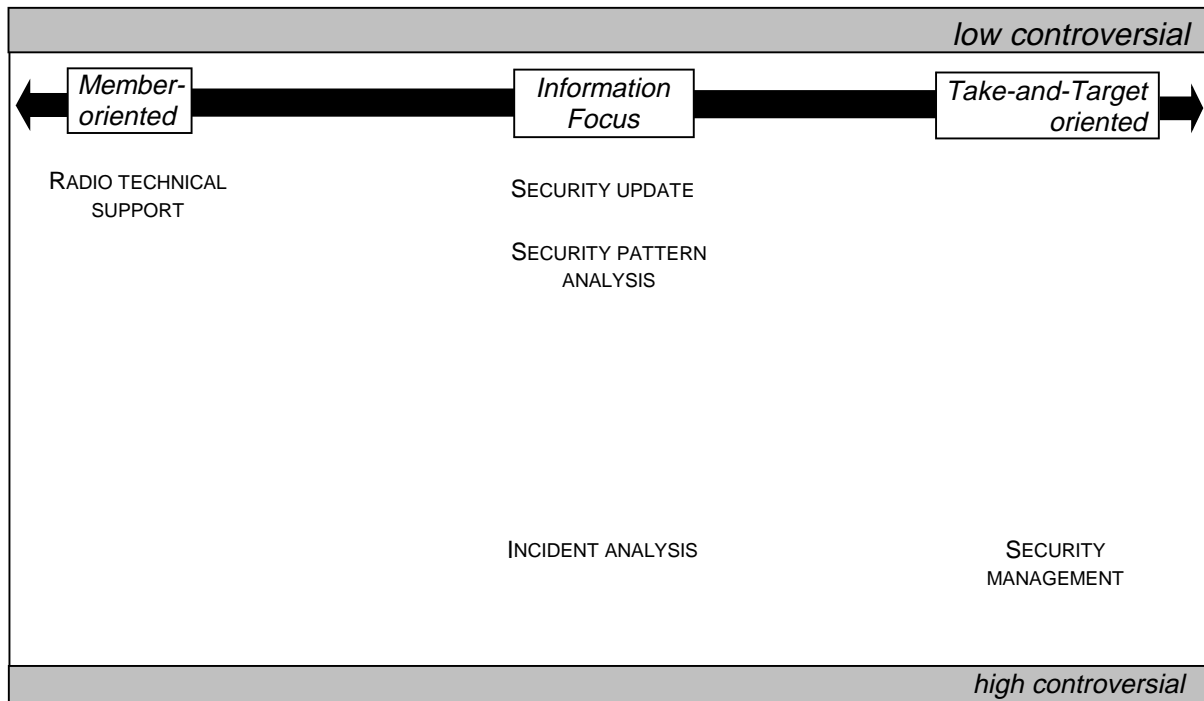 low controversial
Member-
oriented
Information
Focus
Take-and-Target
oriented
RADIO TECHNICAL
SUPPORT
SECURITY UPDATE
SECURITY PATTERN
ANALYSIS
INCIDENT ANALYSIS
SECURITY
MANAGEMENT
high controversial